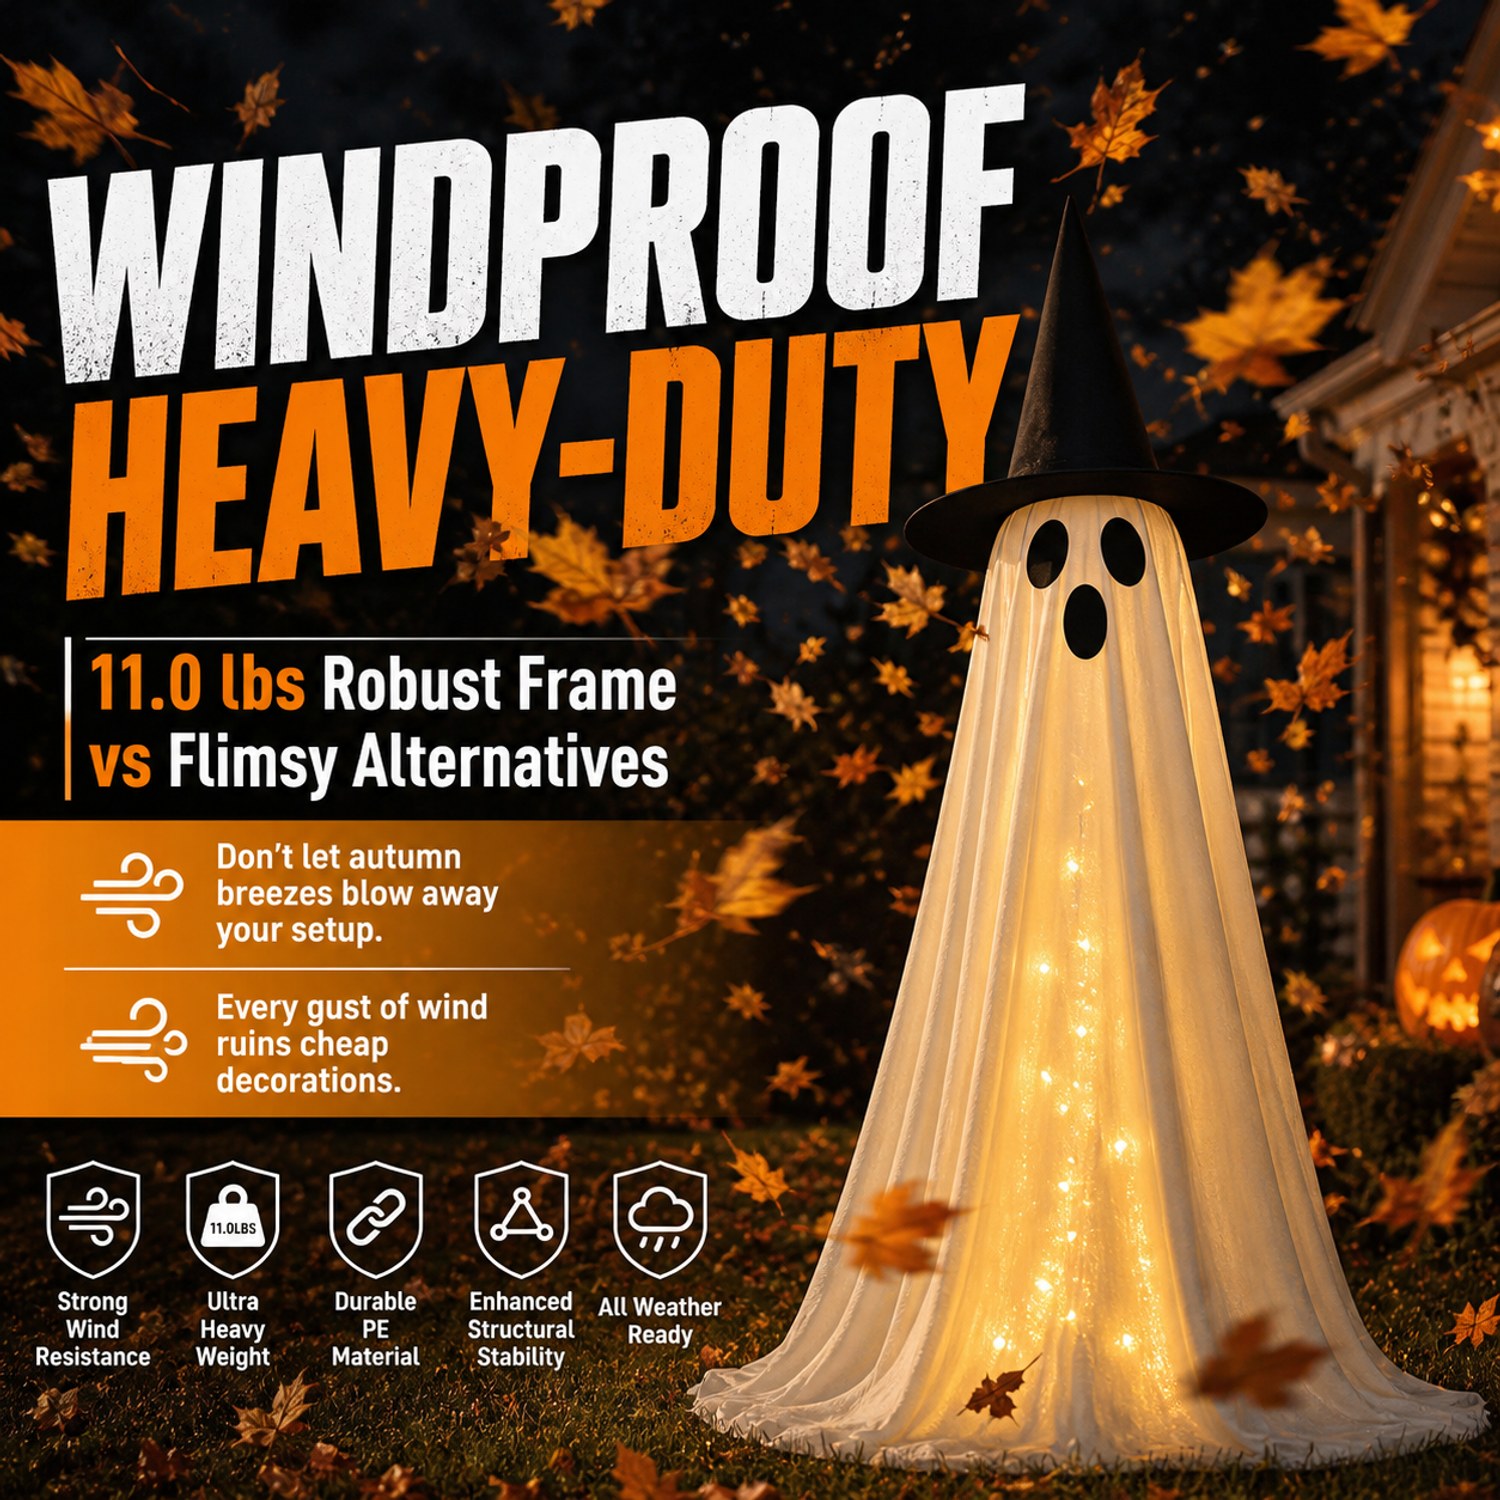 WINDPROOF
HEAVY-DUTY
11.0 lbs Robust Frame
vs Flimsy Alternatives
Don't let autumn
breezes blow away
your setup.
Every gust of wind
ruins cheap
decorations.
11.0LBS
Strong
Wind
Resistance
Ultra
Heavy
Weight
Durable
PE
Material
Enhanced
Structural
Stability
All Weather
Ready